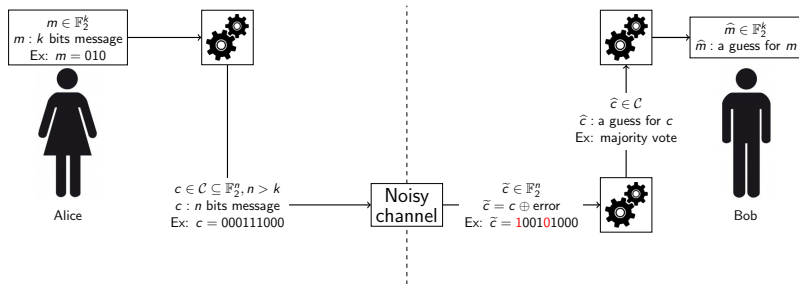 m ∈ 𝔽₂ᵏ
m : k bits message
Ex: m = 010
Alice
c ∈ 𝒞 ⊆ 𝔽₂ⁿ, n > k
c : n bits message
Ex: c = 000111000
Noisy
channel
c̃ ∈ 𝔽₂ⁿ
c̃ = c ⊕ error
Ex: c̃ = 100101000
ĉ ∈ 𝒞
ĉ : a guess for c
Ex: majority vote
m̂ ∈ 𝔽₂ᵏ
m̂ : a guess for m
Bob